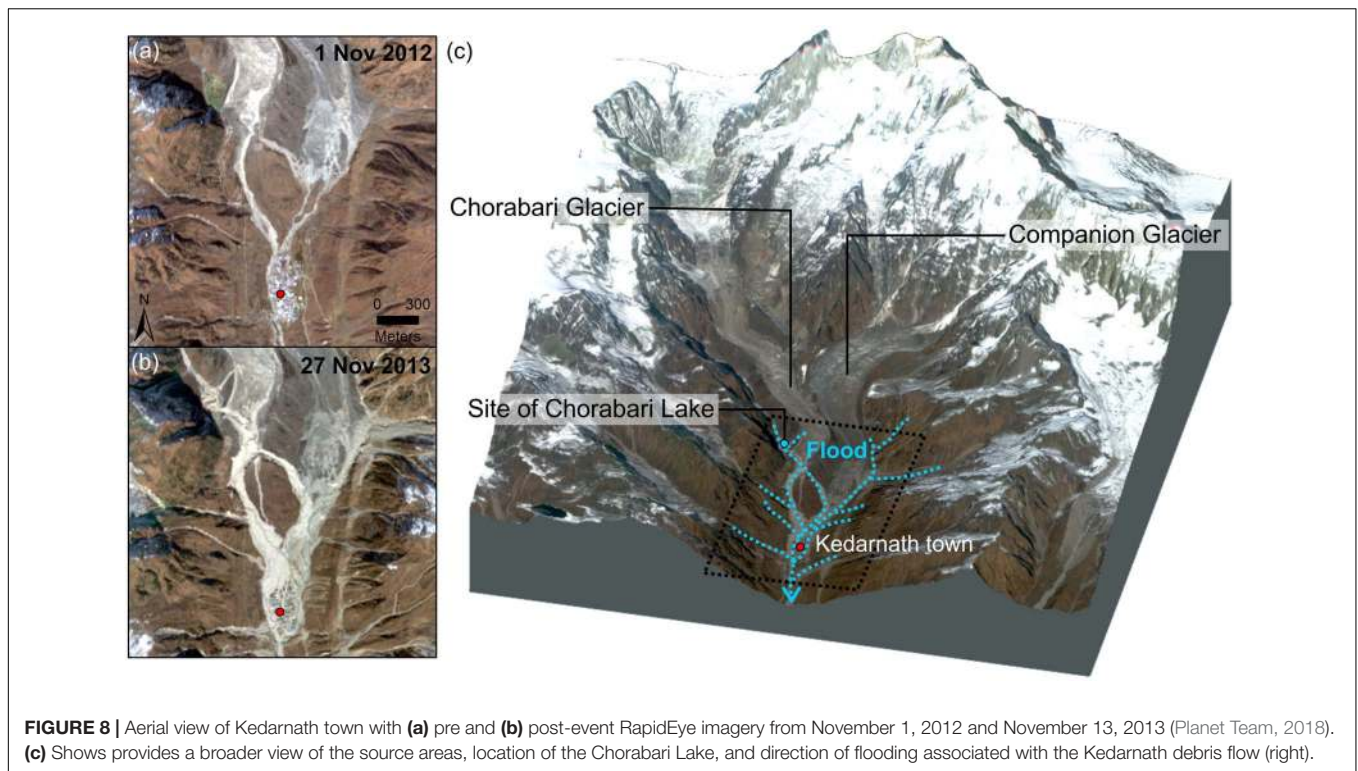 (a)
1 Nov 2012
N
0 300
Meters
(b)
27 Nov 2013
(c)
Chorabari Glacier
Companion Glacier
Site of Chorabari Lake
Flood
Kedarnath town
FIGURE 8 | Aerial view of Kedarnath town with (a) pre and (b) post-event RapidEye imagery from November 1, 2012 and November 13, 2013 (Planet Team, 2018).
(c) Shows provides a broader view of the source areas, location of the Chorabari Lake, and direction of flooding associated with the Kedarnath debris flow (right).